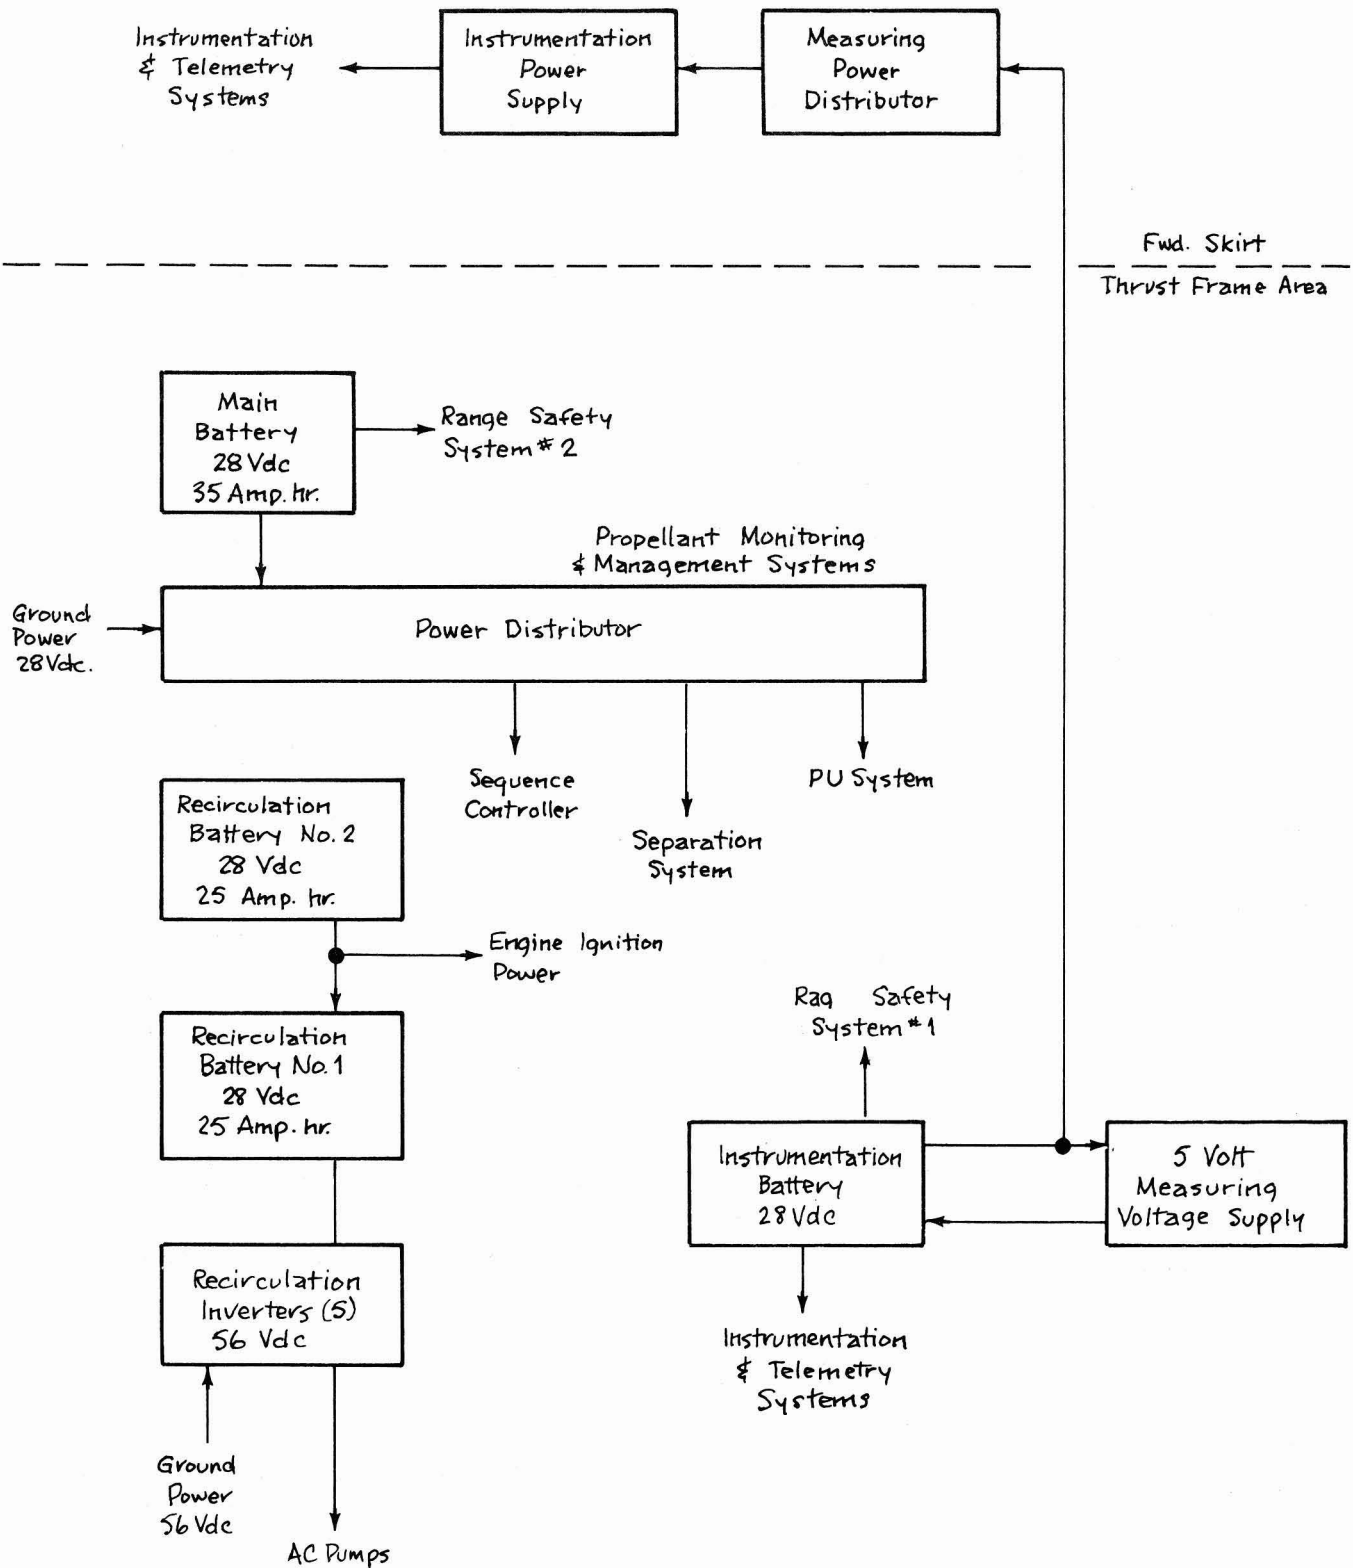 Instrumentation
& Telemetry
Systems
Instrumentation
Power
Supply
Measuring
Power
Distributor
Fwd. Skirt
Thrust Frame Area
Main
Battery
28 Vdc
35 Amp. hr.
Range Safety
System #2
Propellant Monitoring
& Management Systems
Ground
Power
28 Vdc.
Power Distributor
Sequence
Controller
Separation
System
PU System
Recirculation
Battery No. 2
28 Vdc
25 Amp. hr.
Engine Ignition
Power
Recirculation
Battery No. 1
28 Vdc
25 Amp. hr.
Rag Safety
System #1
Instrumentation
Battery
28 Vdc
5 Volt
Measuring
Voltage Supply
Recirculation
Inverters (5)
56 Vdc
Instrumentation
& Telemetry
Systems
Ground
Power
56 Vdc
AC Pumps